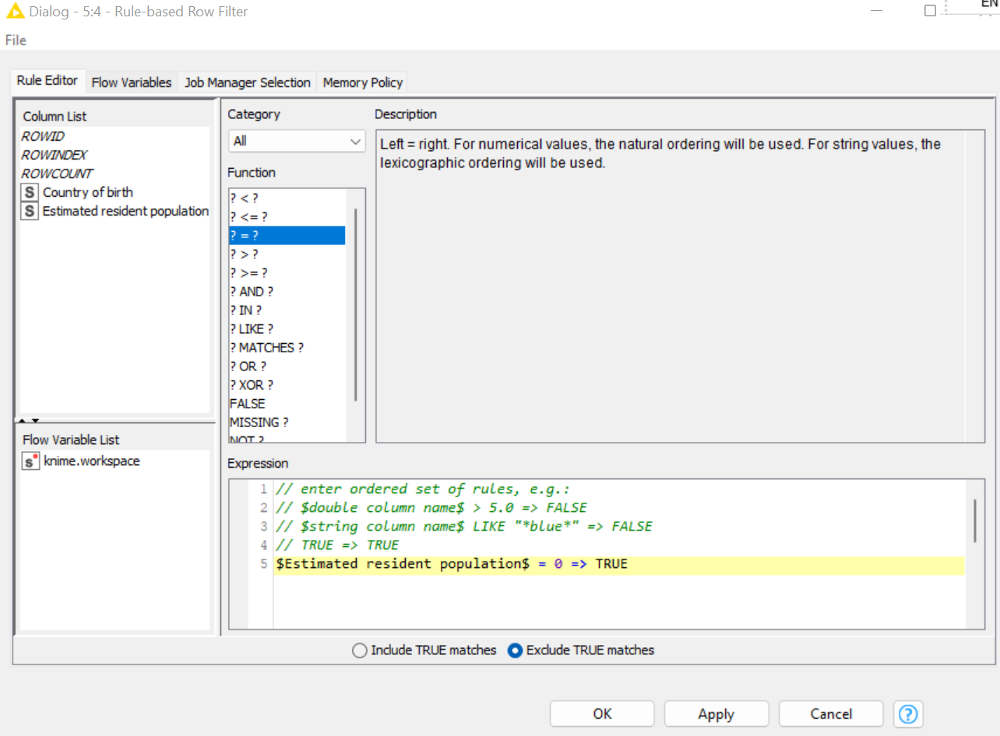 Dialog - 5:4 - Rule-based Row Filter
EN
File
Rule Editor
Flow Variables
Job Manager Selection
Memory Policy
Column List
ROWID
ROWINDEX
ROWCOUNT
S Country of birth
S Estimated resident population
Flow Variable List
s knime.workspace
Category
All
Function
? < ?
? <= ?
? = ?
? > ?
? >= ?
? AND ?
? IN ?
? LIKE ?
? MATCHES ?
? OR ?
? XOR ?
FALSE
MISSING ?
NOT ?
Description
Left = right. For numerical values, the natural ordering will be used. For string values, the
lexicographic ordering will be used.
Expression
1 // enter ordered set of rules, e.g.:
2 // $double column name$ > 5.0 => FALSE
3 // $string column name$ LIKE "*blue*" => FALSE
4 // TRUE => TRUE
5 $Estimated resident population$ = 0 => TRUE
Include TRUE matches
Exclude TRUE matches
OK
Apply
Cancel
?